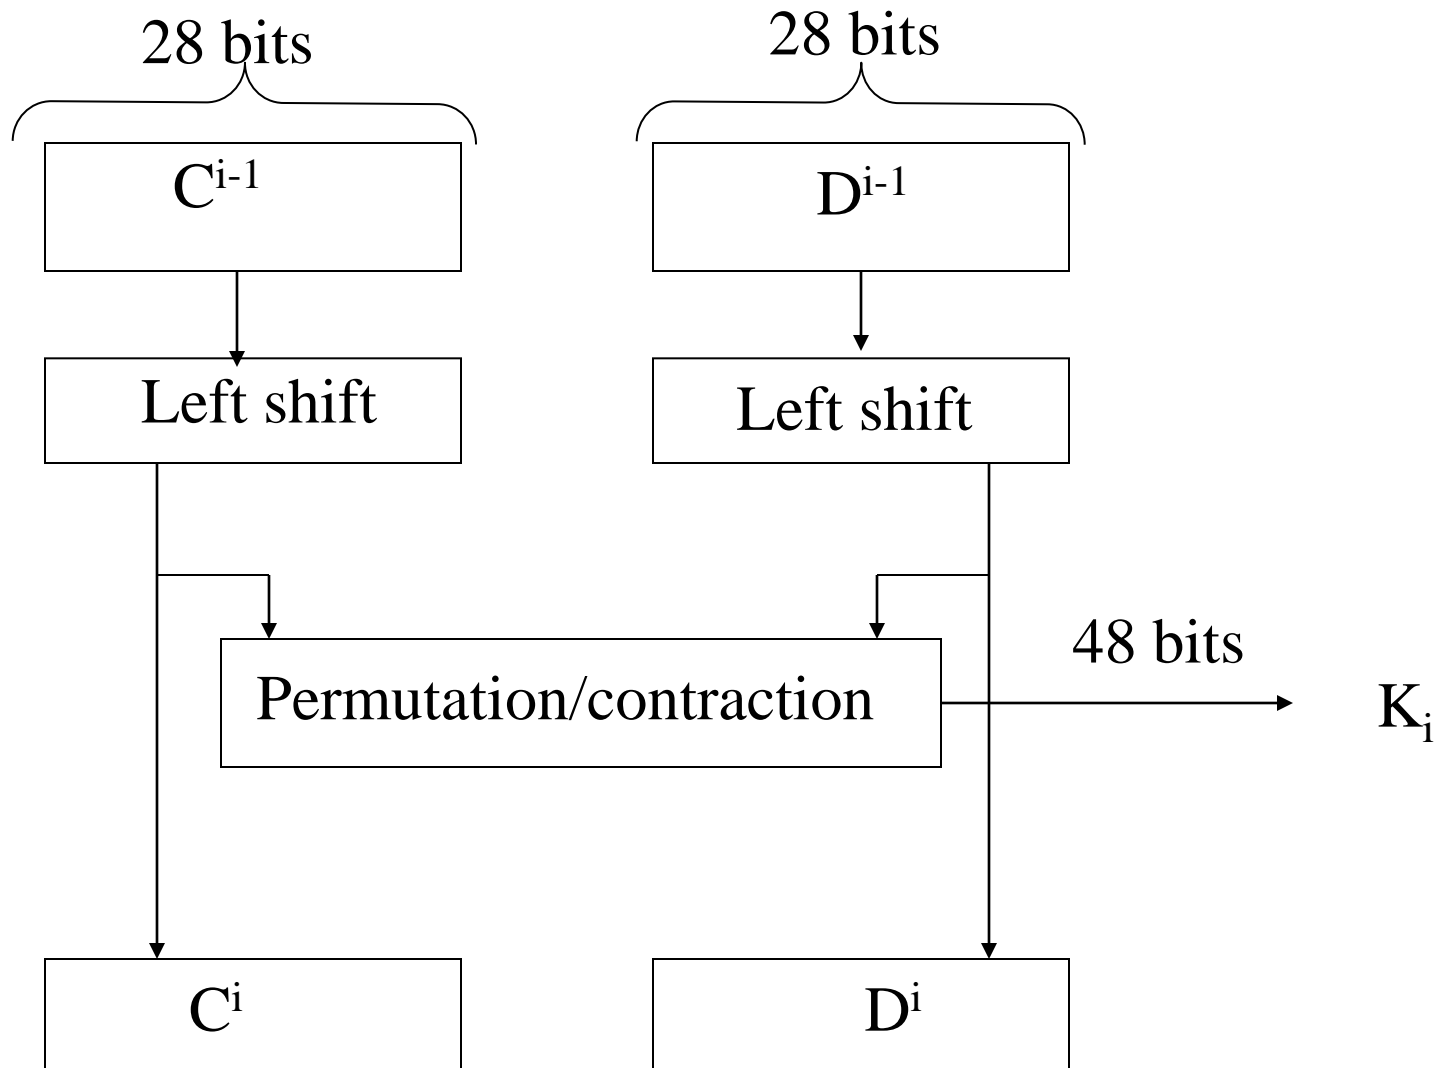 28 bits
28 bits
Cⁱ⁻¹
Dⁱ⁻¹
Left shift
Left shift
48 bits
Permutation/contraction
Kᵢ
Cⁱ
Dⁱ